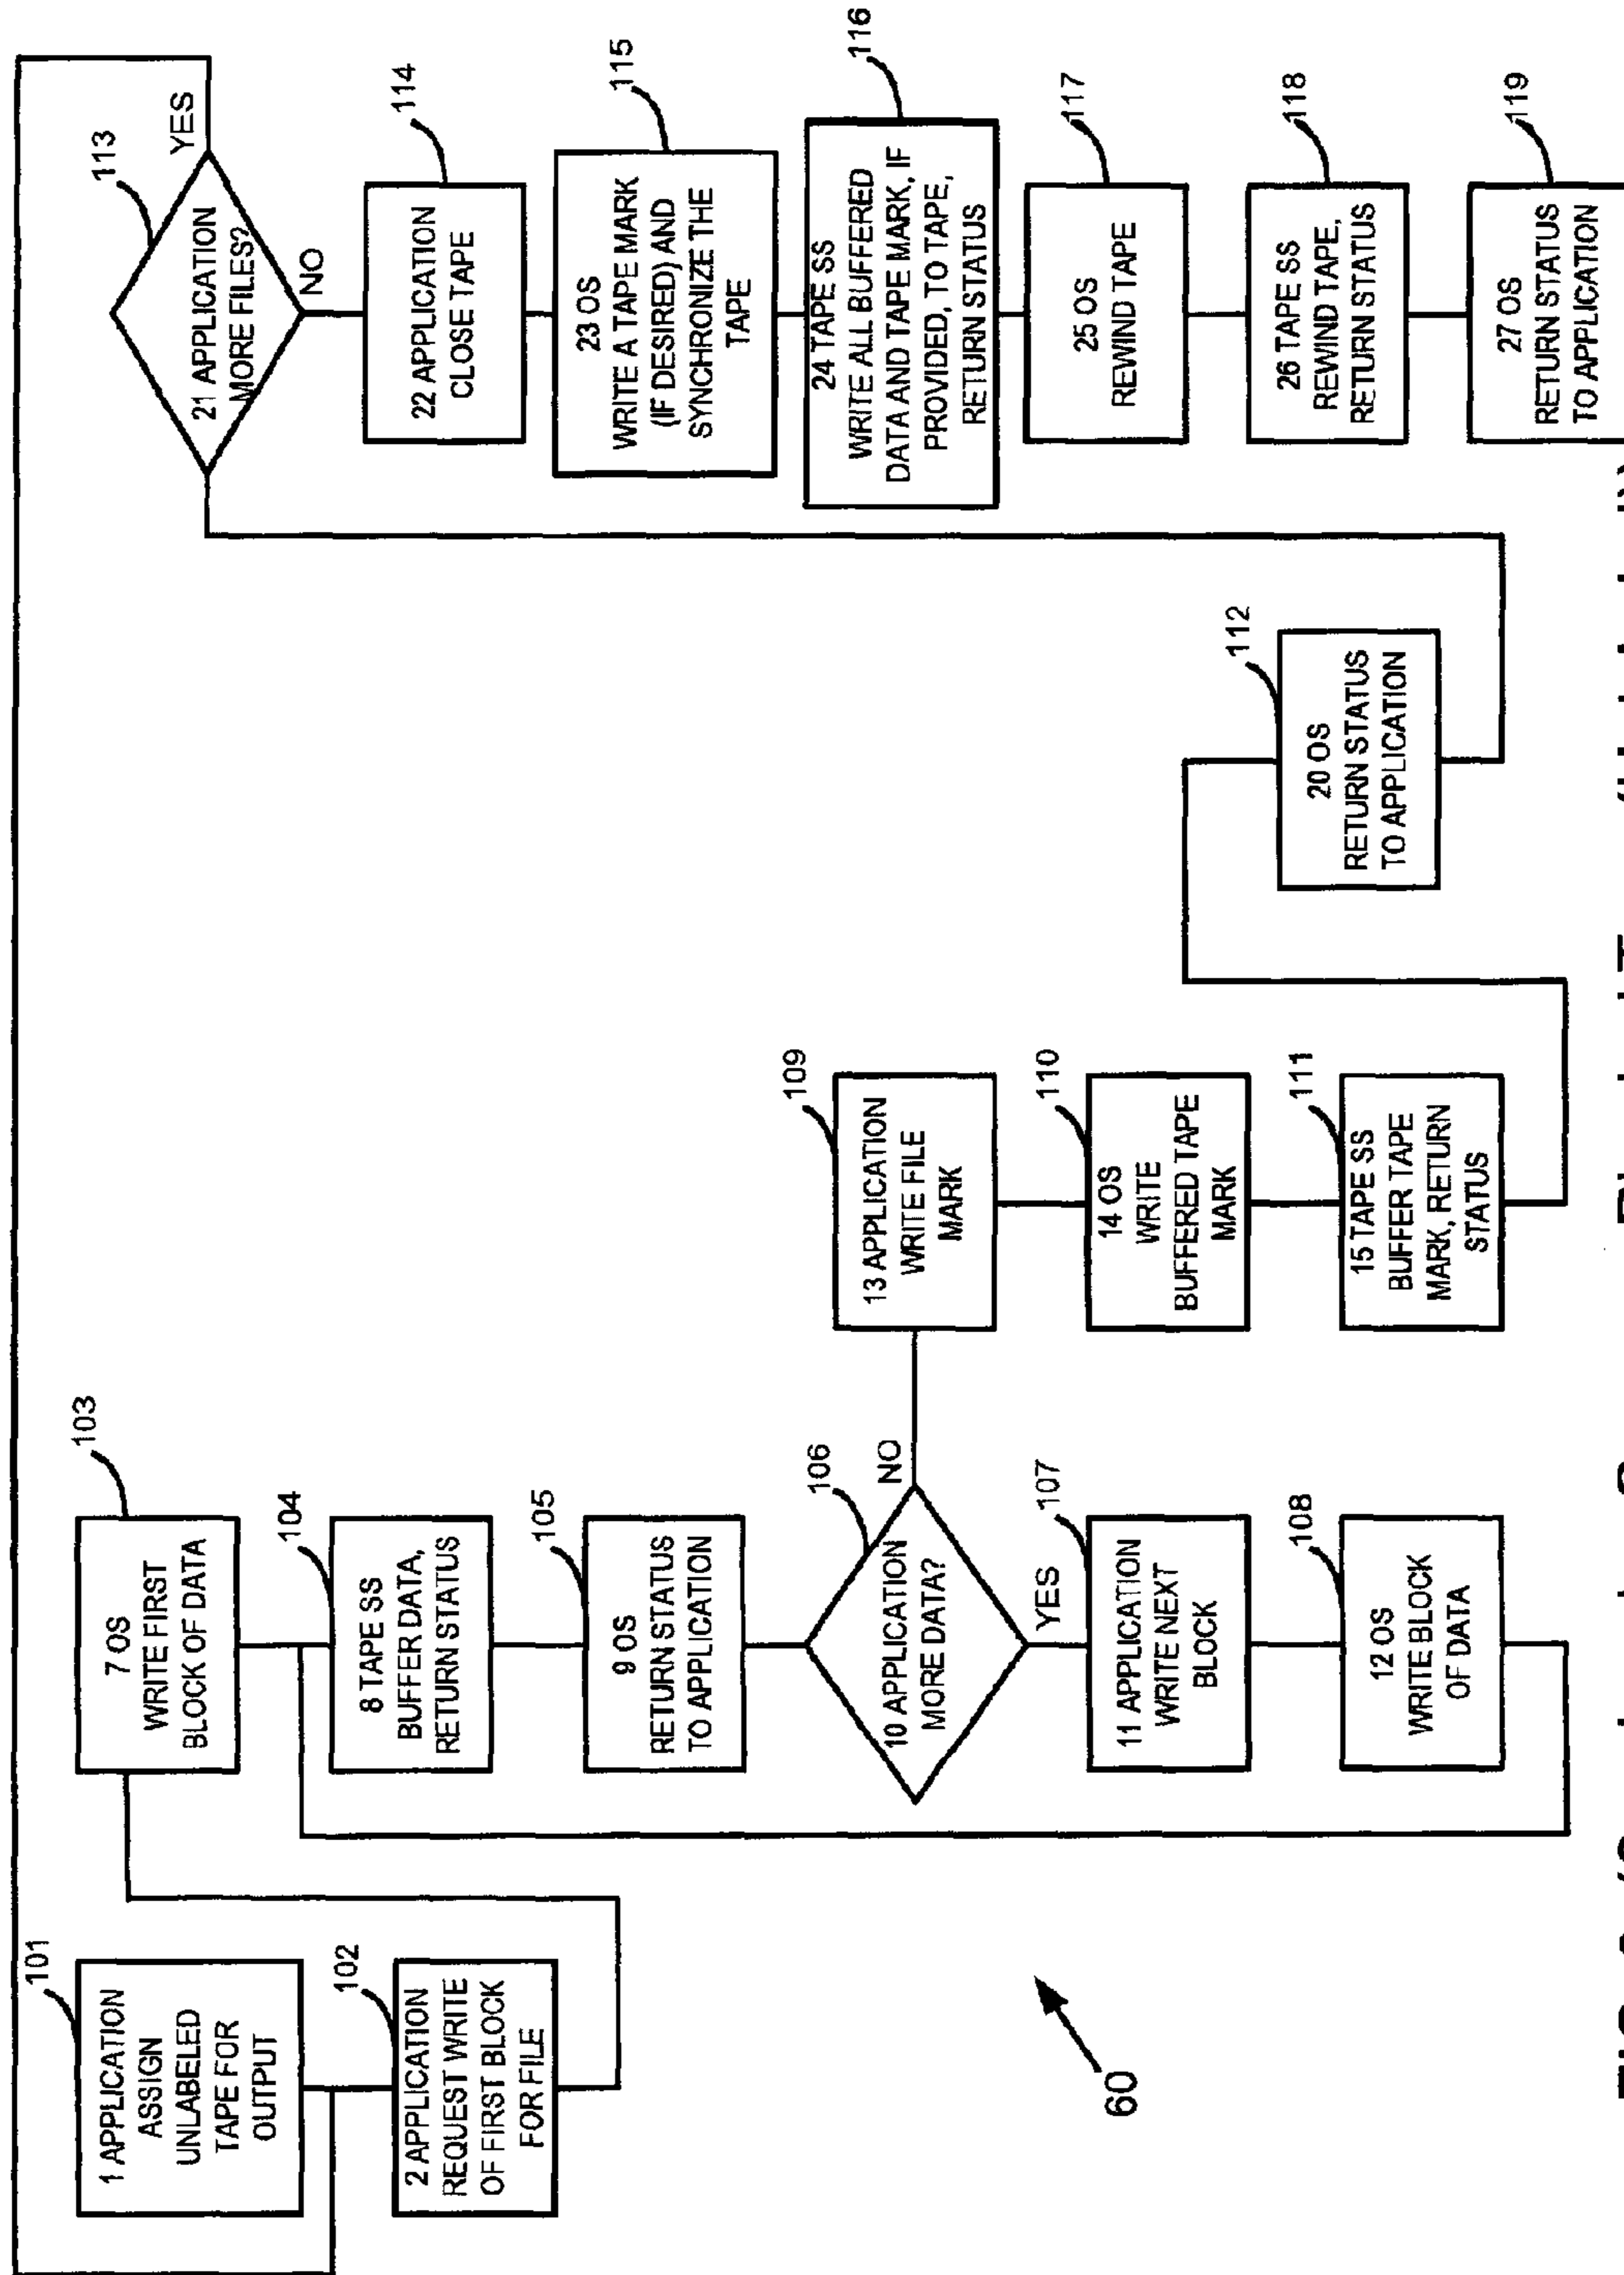 101
1 APPLICATION
ASSIGN
UNLABELED
TAPE FOR
OUTPUT
102
2 APPLICATION
REQUEST WRITE
OF FIRST BLOCK
FOR FILE
103
7 OS
WRITE FIRST
BLOCK OF DATA
104
8 TAPE SS
BUFFER DATA,
RETURN STATUS
105
9 OS
RETURN STATUS
TO APPLICATION
106
10 APPLICATION
MORE DATA?
NO
YES
107
11 APPLICATION
WRITE NEXT
BLOCK
108
12 OS
WRITE BLOCK
OF DATA
109
13 APPLICATION
WRITE FILE
MARK
110
14 OS
WRITE
BUFFERED TAPE
MARK
111
15 TAPE SS
BUFFER TAPE
MARK, RETURN
STATUS
112
20 OS
RETURN STATUS
TO APPLICATION
113
21 APPLICATION
MORE FILES?
YES
NO
114
22 APPLICATION
CLOSE TAPE
115
23 OS
WRITE A TAPE MARK
(IF DESIRED) AND
SYNCHRONIZE THE
TAPE
116
24 TAPE SS
WRITE ALL BUFFERED
DATA AND TAPE MARK, IF
PROVIDED, TO TAPE,
RETURN STATUS
117
25 OS
REWIND TAPE
118
26 TAPE SS
REWIND TAPE,
RETURN STATUS
119
27 OS
RETURN STATUS
TO APPLICATION
60